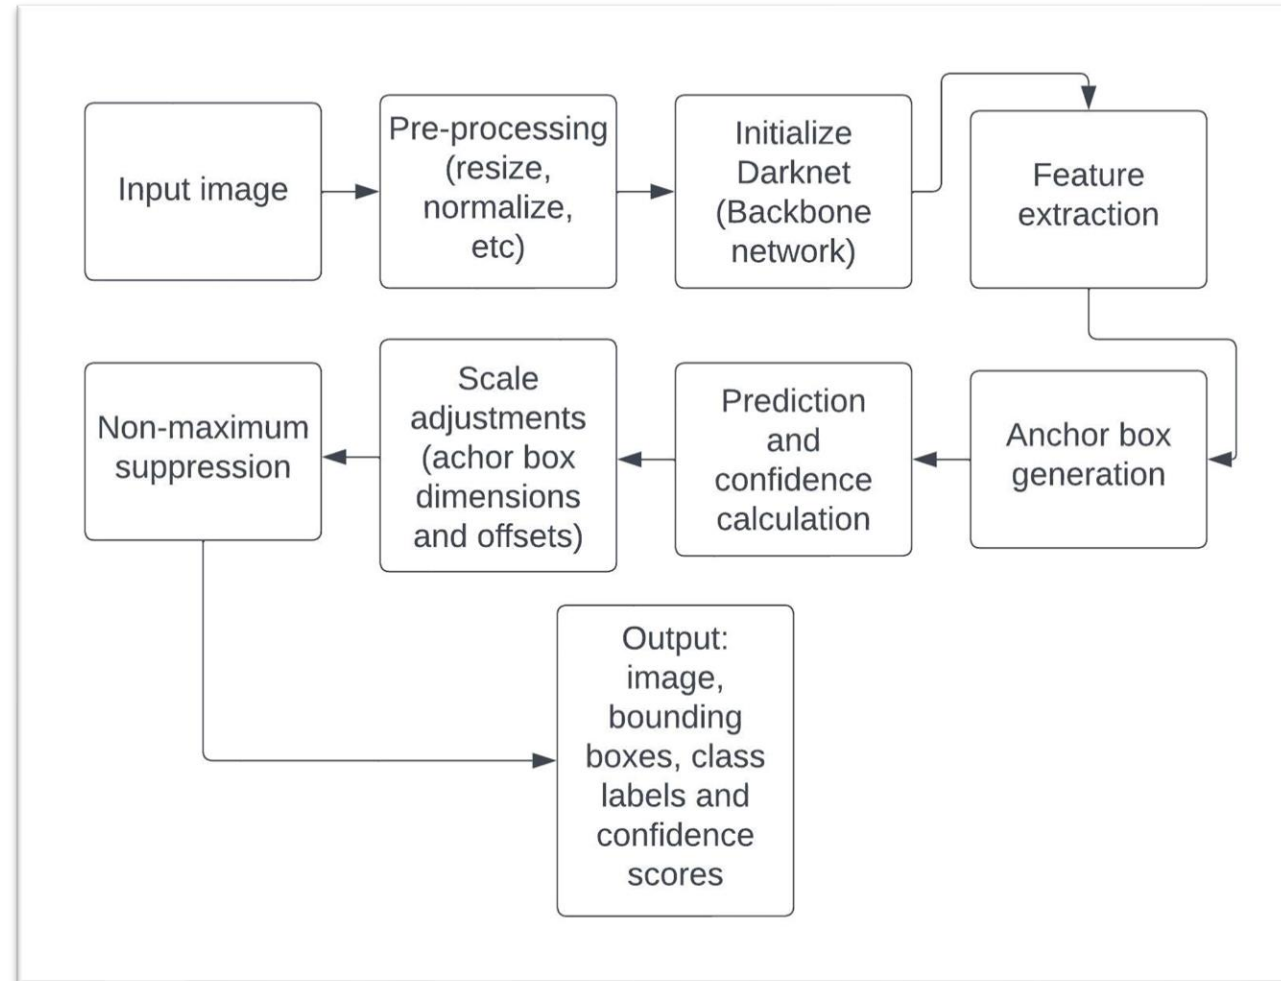 Input image
Pre-processing
(resize,
normalize,
etc)
Initialize
Darknet
(Backbone
network)
Feature
extraction
Anchor box
generation
Prediction
and
confidence
calculation
Scale
adjustments
(achor box
dimensions
and offsets)
Non-maximum
suppression
Output:
image,
bounding
boxes, class
labels and
confidence
scores